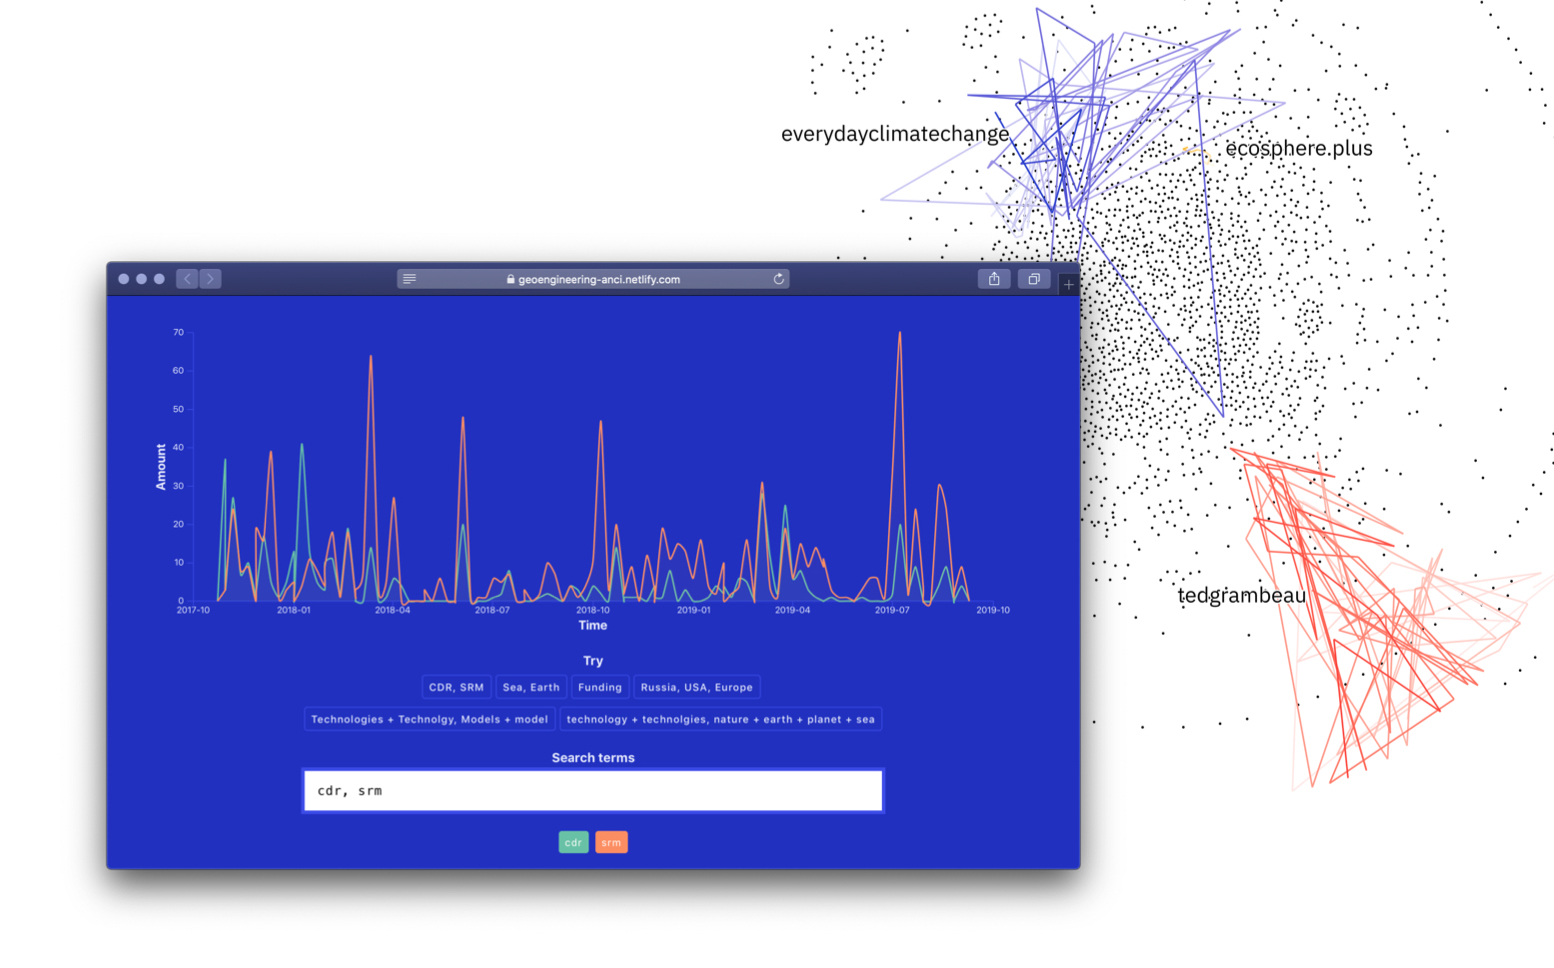 everydayclimatechange
ecosphere.plus
geoengineering-anci.netlify.com
70
60
50
40
30
20
10
0
Amount
2017-10 2018-01 2018-04 2018-07 2018-10 2019-01 2019-04 2019-07 2019-10
Time
tedgrambeau
Try
CDR, SRM Sea, Earth Funding Russia, USA, Europe
Technologies + Technolgy, Models + model technology + technolgies, nature + earth + planet + sea
Search terms
cdr, srm
cdr srm